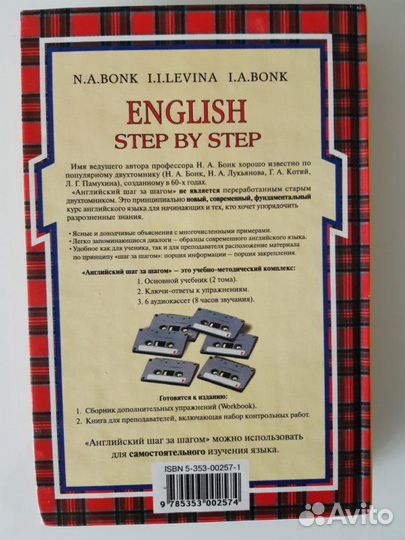 N.A.BONK I.I.LEVINA I.A.BONK
ENGLISH
STEP BY STEP
Имя ведущего автора профессора Н. А. Бонк хорошо известно по
популярному двухтомнику (Н. А. Бонк, Н. А. Лукьянова, Г. А. Котий,
Л. Г. Памухина), созданному в 60-х годах.
«Английский шаг за шагом» не является переработанным старым
двухтомником. Это принципиально новый, современный, фундаментальный
курс английского языка для начинающих и тех, кто хочет упорядочить
разрозненные знания.
• Ясные и доходчивые объяснения с многочисленными примерами.
• Легко запоминающиеся диалоги – образцы современного английского языка.
• Удобное как для ученика, так и для преподавателя расположение материала
по принципу «шаг за шагом»: порция информации – порция закрепления.
«Английский шаг за шагом» – это учебно-методический комплекс:
1. Основной учебник (2 тома).
2. Ключи-ответы к упражнениям.
3. 6 аудиокассет (8 часов звучания).
Готовятся к изданию:
1. Сборник дополнительных упражнений (Workbook).
2. Книга для преподавателей, включающая набор контрольных работ.
«Английский шаг за шагом» можно использовать
для самостоятельного изучения языка.
ISBN 5-353-00257-1
9 785353 002574
Avito